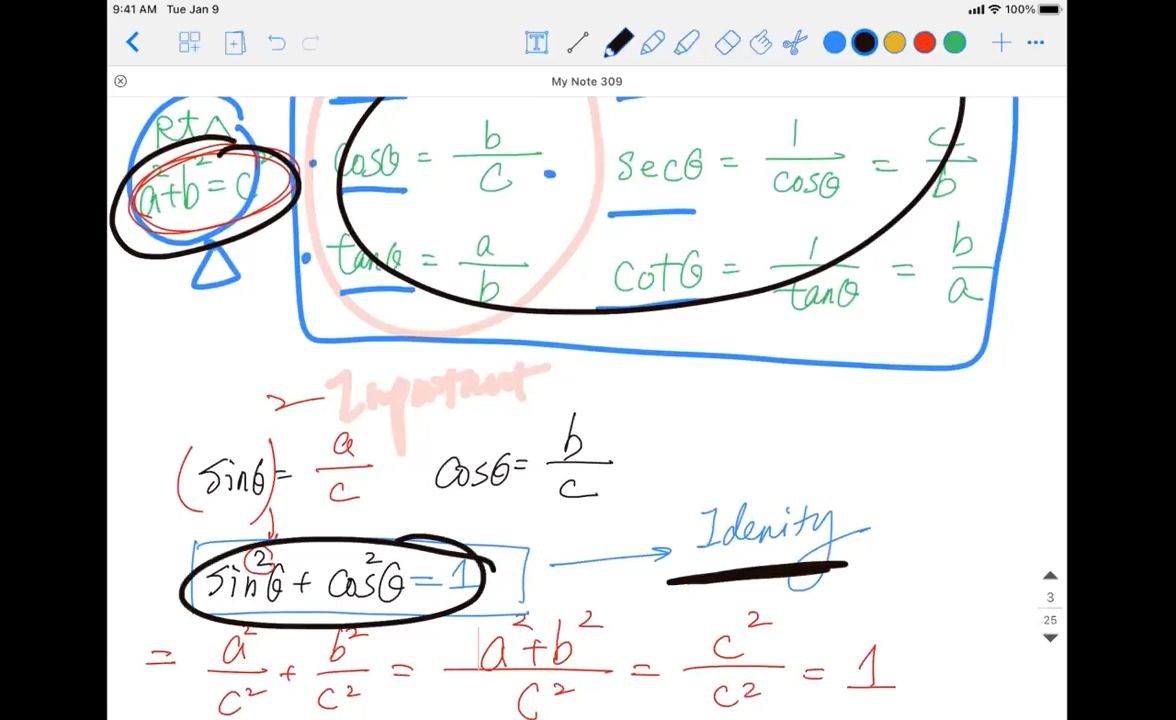 9:41 AM Tue Jan 9 100%
My Note 309
Rt△
a²+b²=c²
cosθ = b/c
secθ = 1/cosθ = c/b
tanθ = a/b
cotθ = 1/tanθ = b/a
Important
(sinθ)² = a/c cosθ = b/c
sin²θ + cos²θ = 1 → Idenity
= a²/c² + b²/c² = a²+b²/c² = c²/c² = 1
3
25